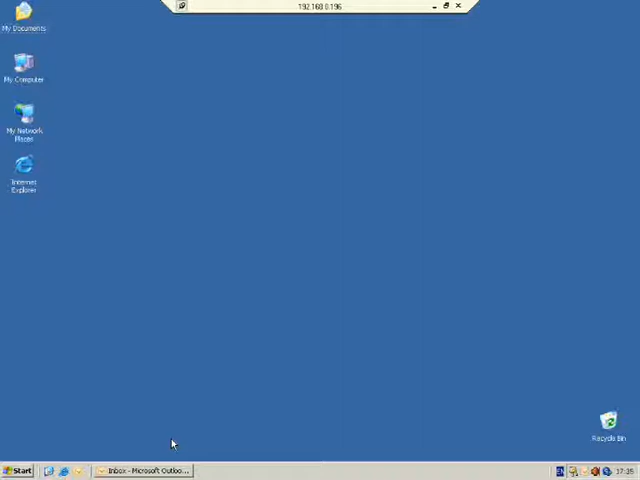 192.168.0.196
My Documents
My Computer
My Network
Places
Internet
Explorer
Recycle Bin
Start
Inbox - Microsoft Outloo...
EN
17:35